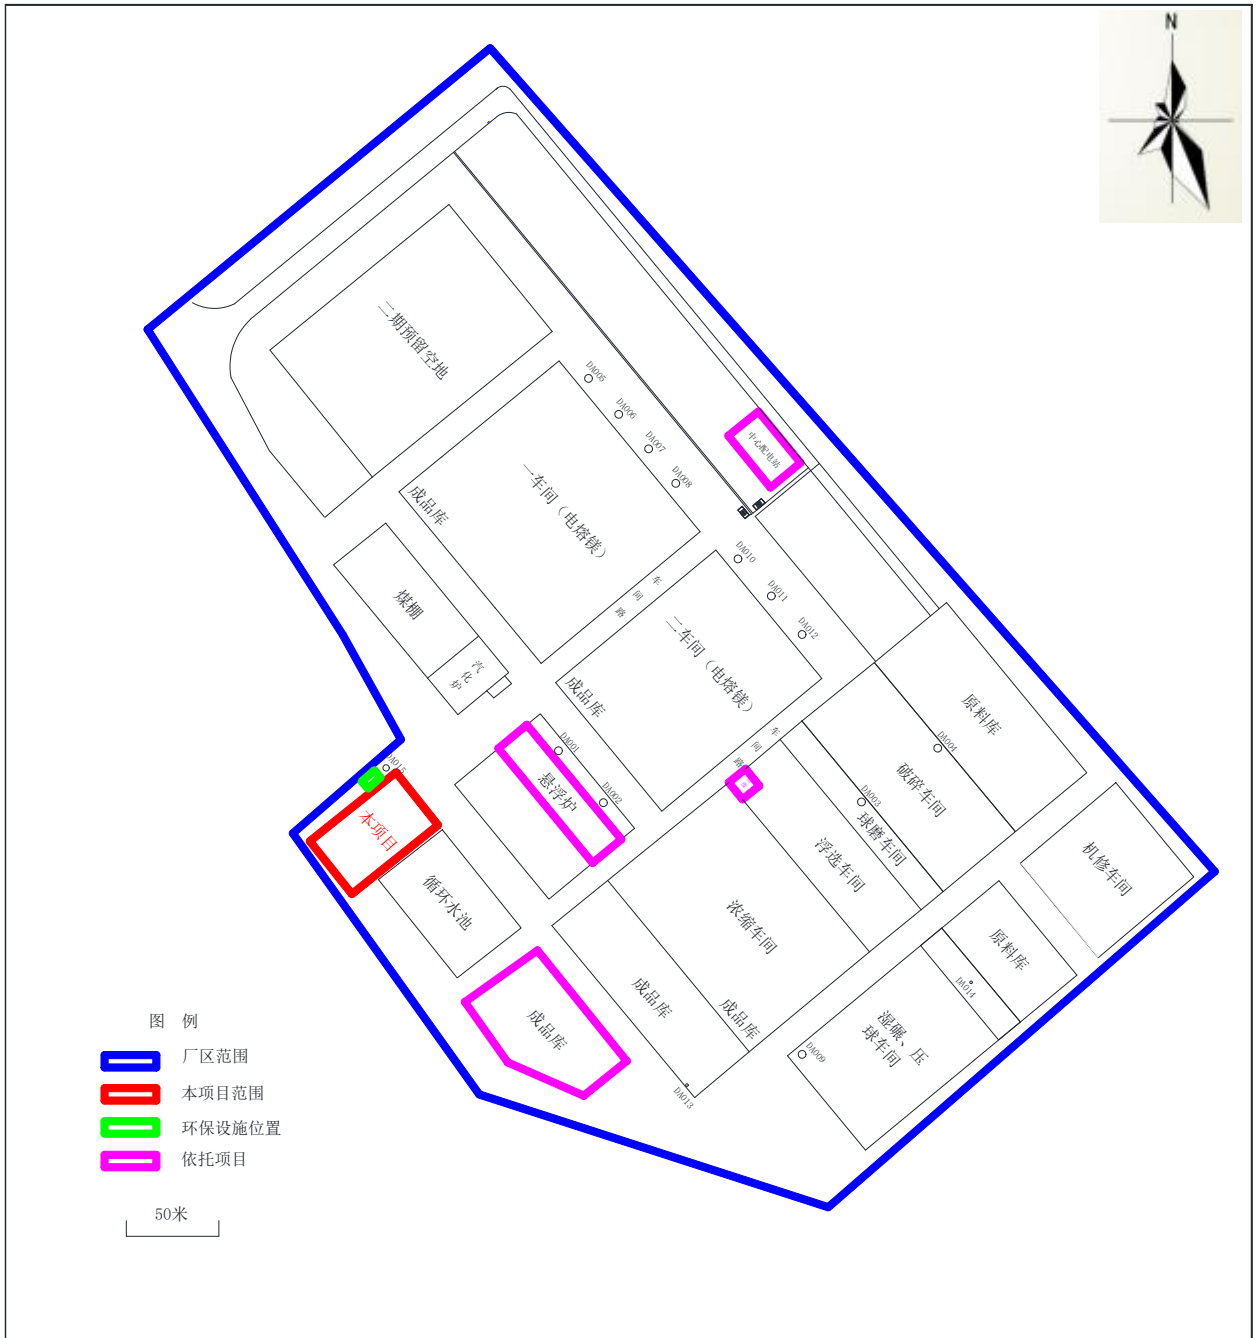 N
二期预留空地
DA005
DA006
DA007
DA008
中心配电站
成品库
一车间（电熔镁）
DA010
DA011
DA012
车间路
煤棚
汽化炉
二车间（电熔镁）
成品库
原料库
DA004
车间路
破碎车间
DA001
悬浮炉
DA002
DA003
球磨车间
浮选车间
DA015
本项目
循环水池
机修车间
浓缩车间
原料库
DA014
成品库
成品库
成品库
湿碾、压
球车间
DA009
DA013
图 例
厂区范围
本项目范围
环保设施位置
依托项目
50米